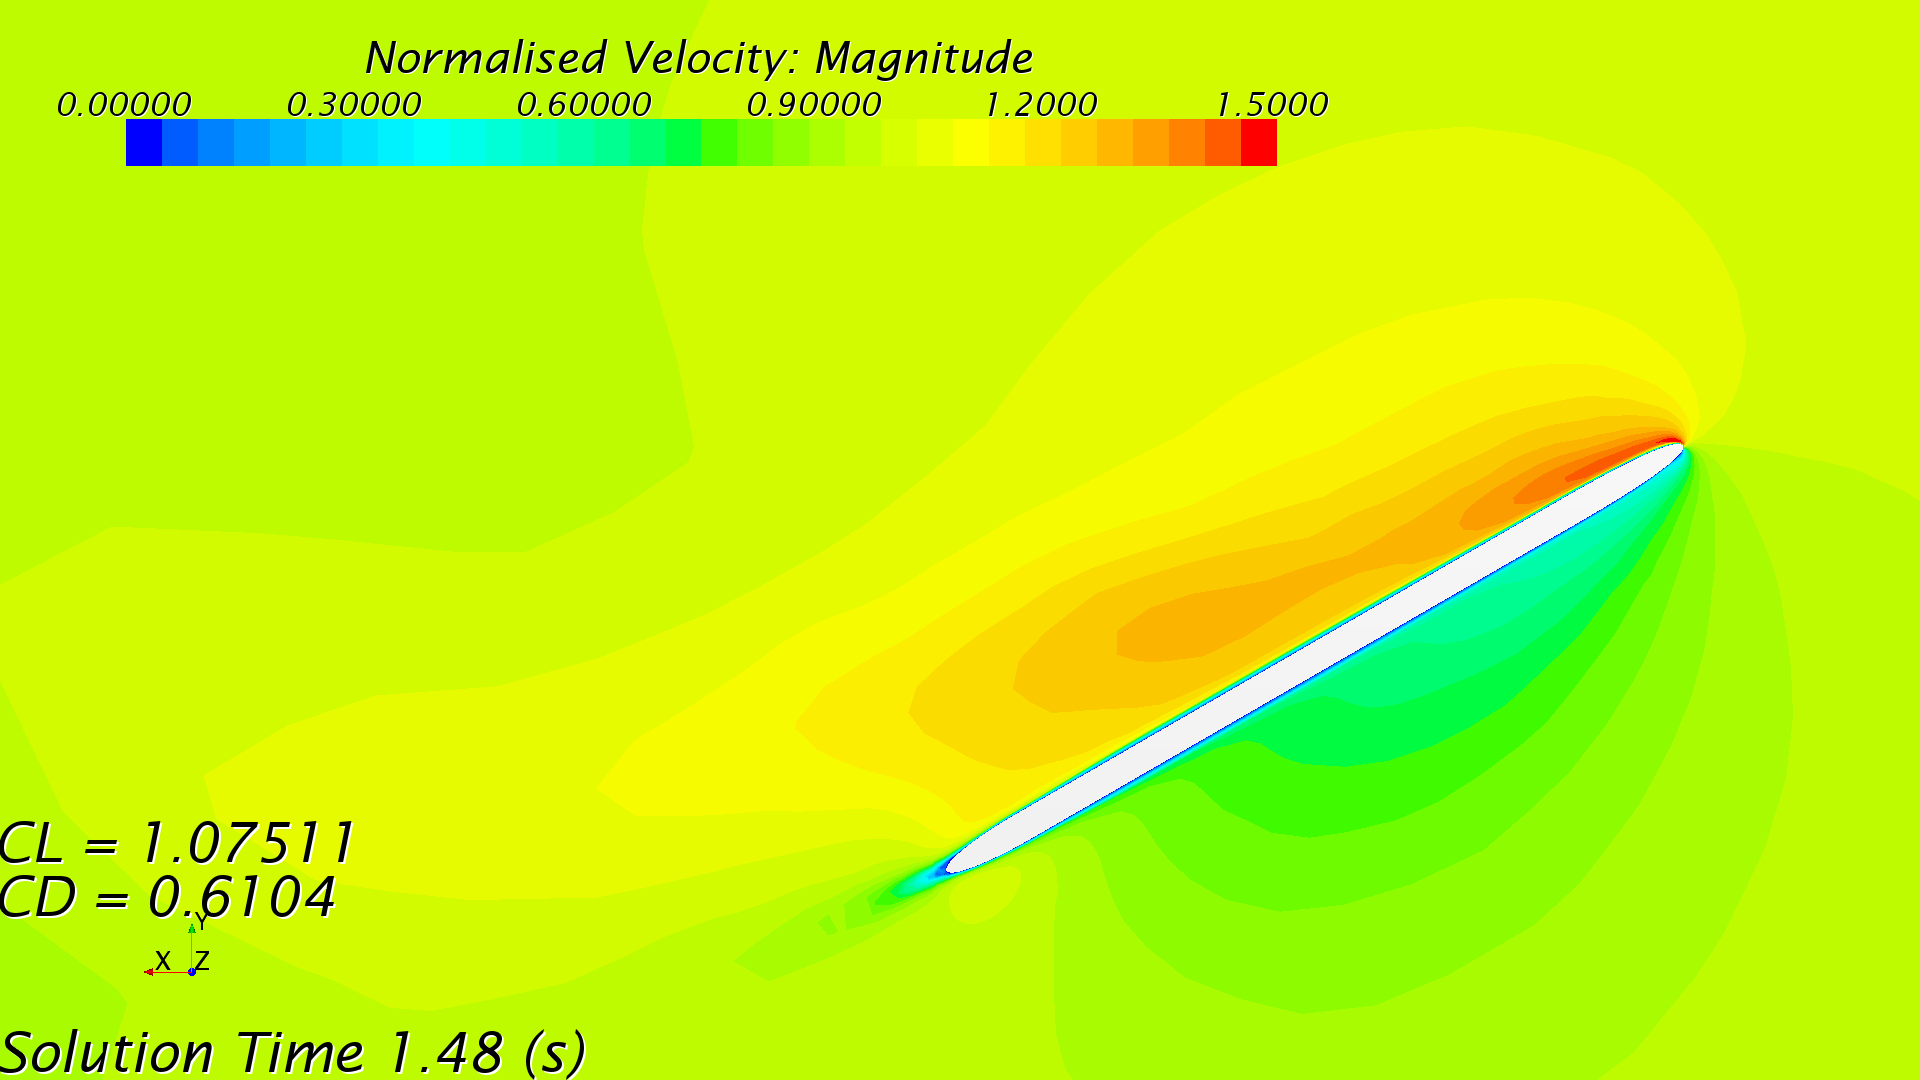 Normalised Velocity: Magnitude
0.00000 0.30000 0.60000 0.90000 1.2000 1.5000
CL = 1.07511
CD = 0.6104
Y
X Z
Solution Time 1.48 (s)